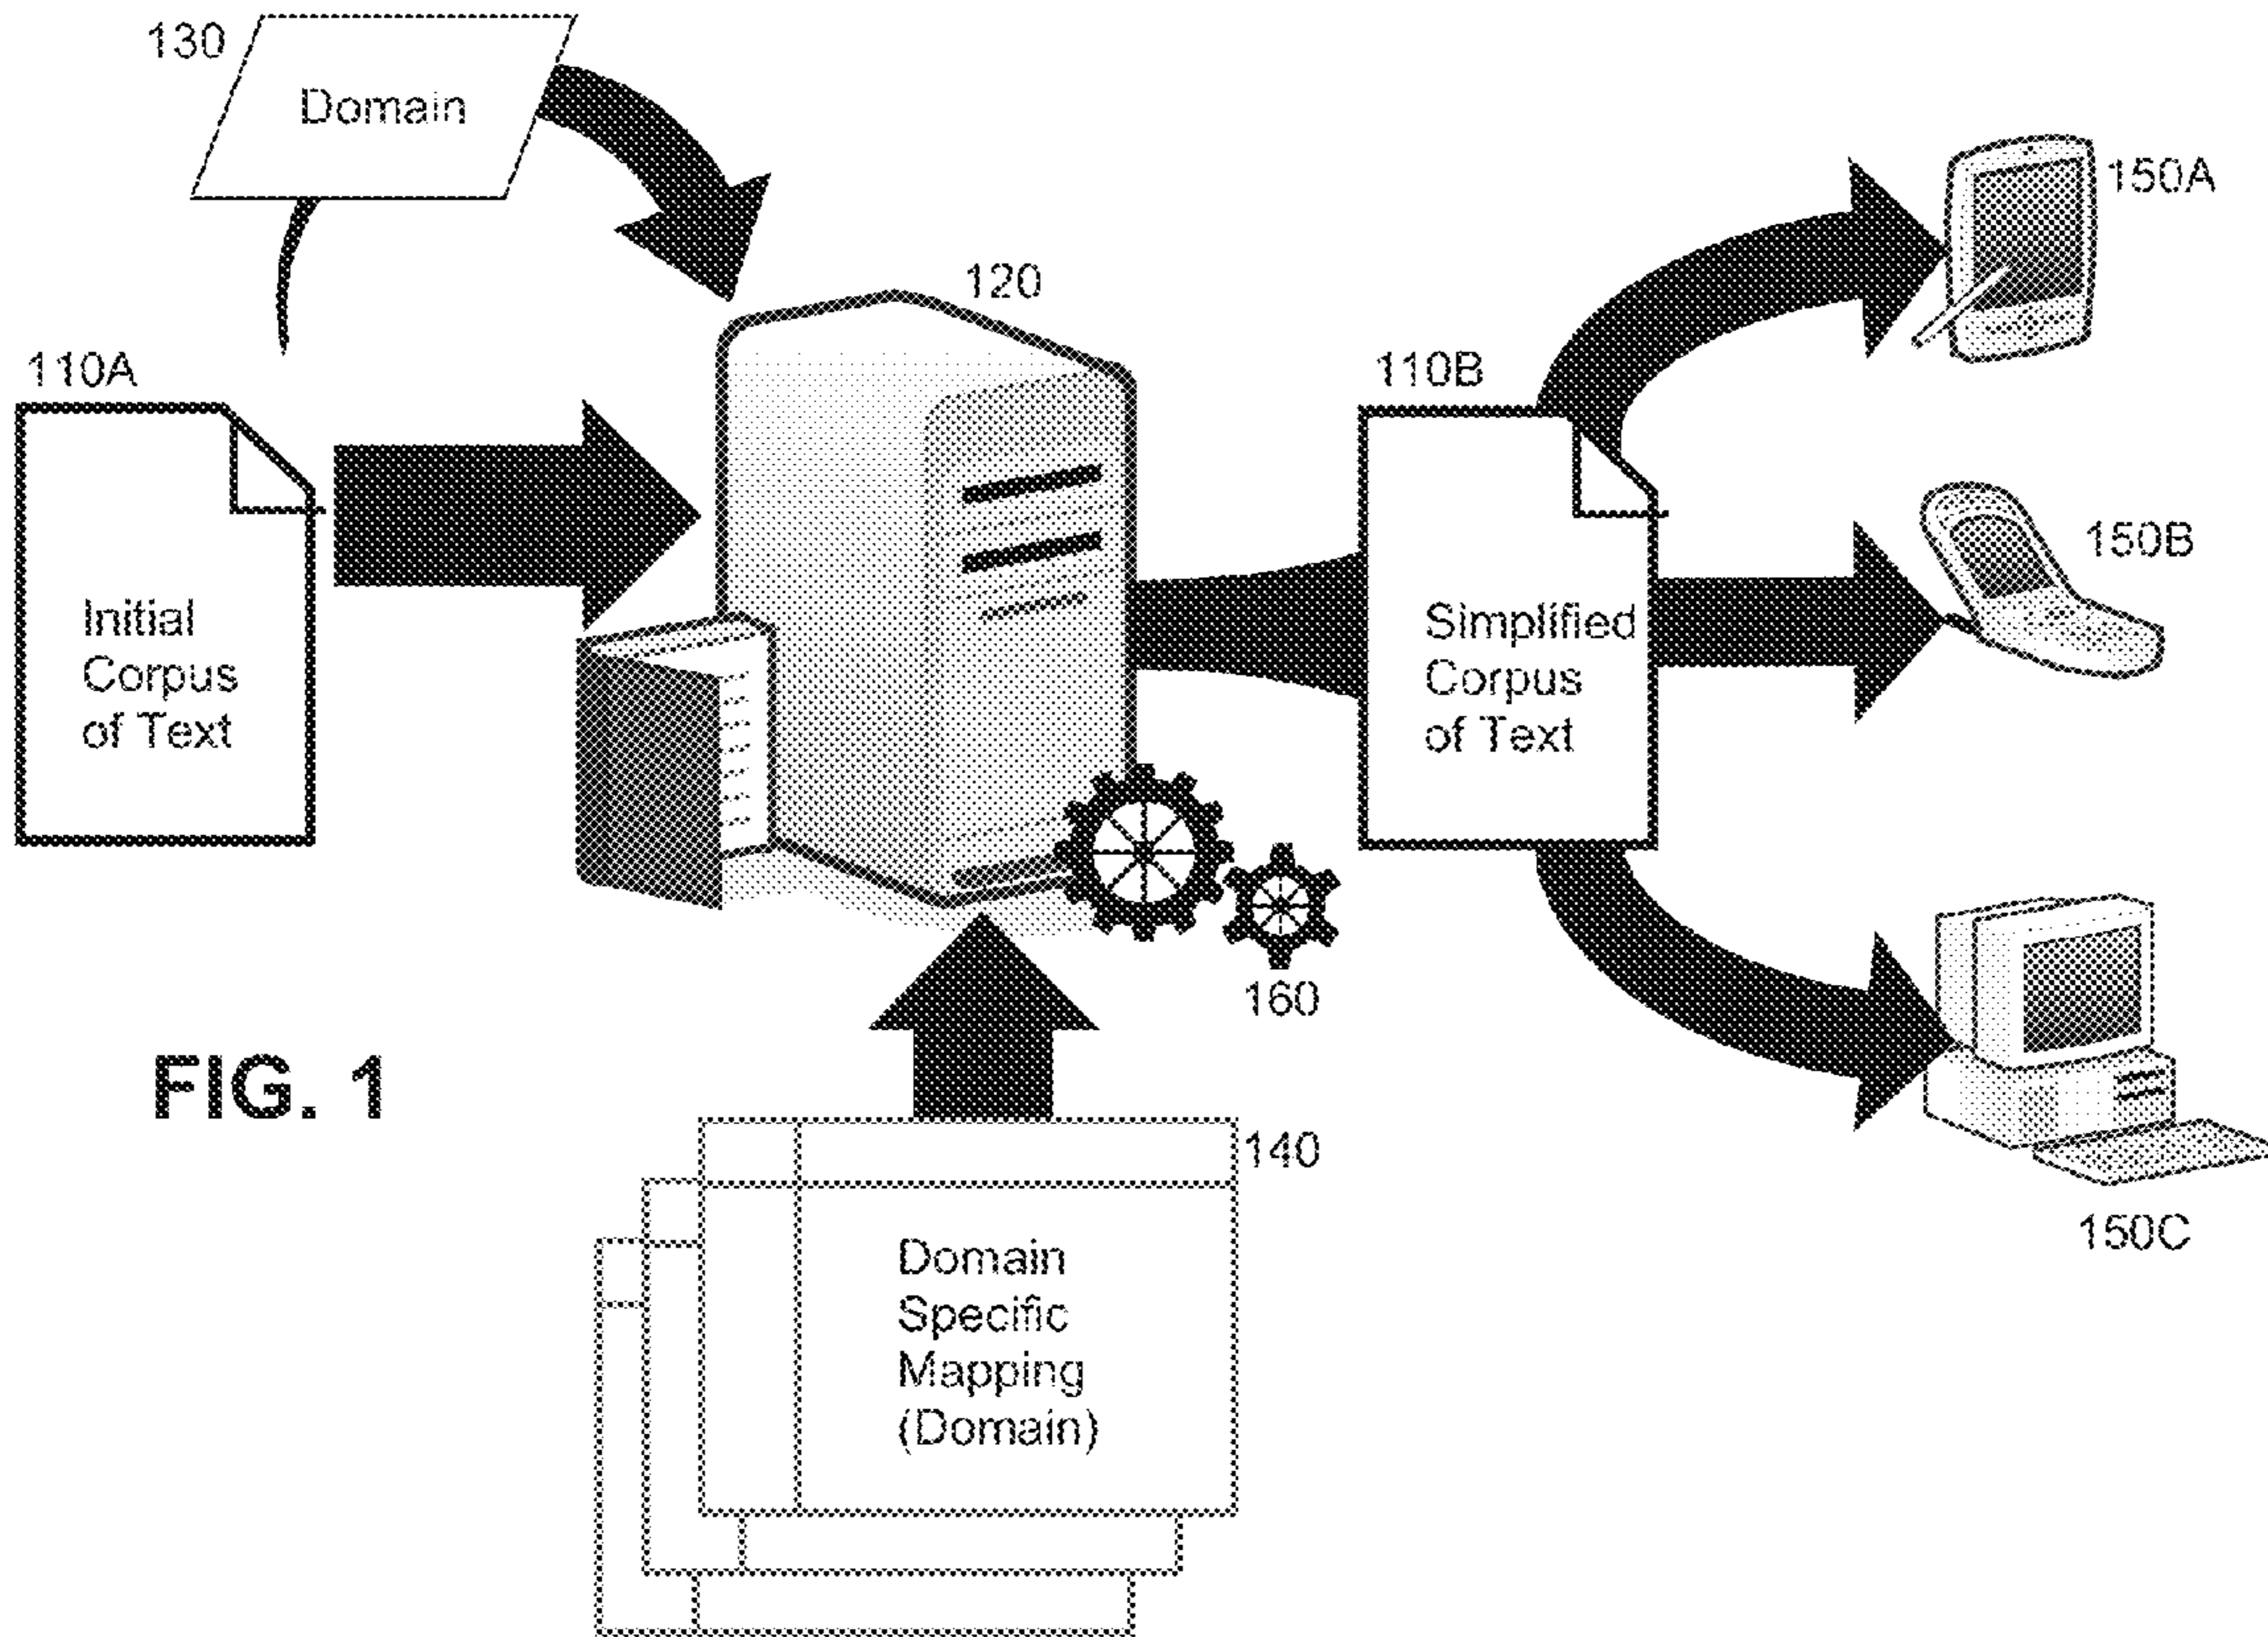 130
Domain
120
150A
110A
110B
150B
Initial
Corpus
of Text
Simplified
Corpus
of Text
160
FIG. 1
140
150C
Domain
Specific
Mapping
(Domain)